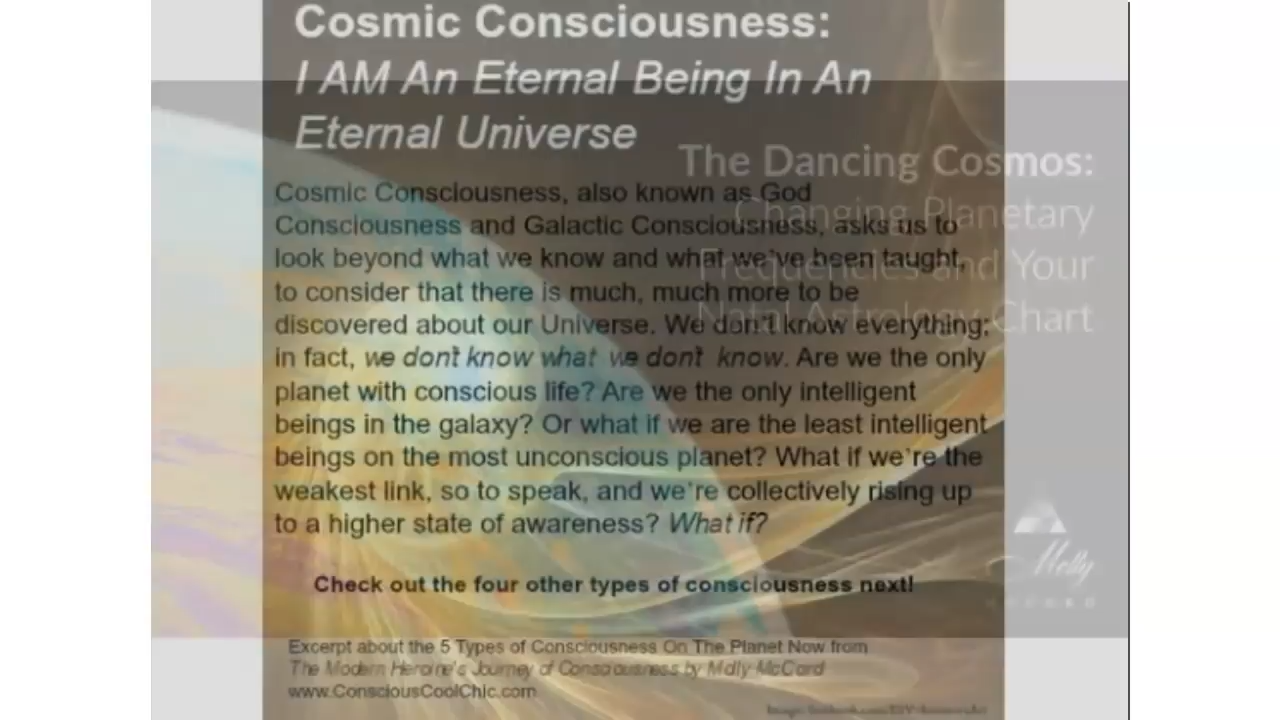 Cosmic Consciousness:
I AM An Eternal Being In An
Eternal Universe
The Dancing Cosmos:
Changing Planetary
Frequencies and Your
Natal Astrology Chart
Cosmic Consciousness, also known as God
Consciousness and Galactic Consciousness, asks us to
look beyond what we know and what we've been taught,
to consider that there is much, much more to be
discovered about our Universe. We don't know everything;
in fact, we don't know what we don't know. Are we the only
planet with conscious life? Are we the only intelligent
beings in the galaxy? Or what if we are the least intelligent
beings on the most unconscious planet? What if we're the
weakest link, so to speak, and we're collectively rising up
to a higher state of awareness? What if?
Check out the four other types of consciousness next!
Molly
McCord
Excerpt about the 5 Types of Consciousness On The Planet Now from
The Modern Heroine's Journey of Consciousness by Molly McCord
www.ConsciousCoolChic.com